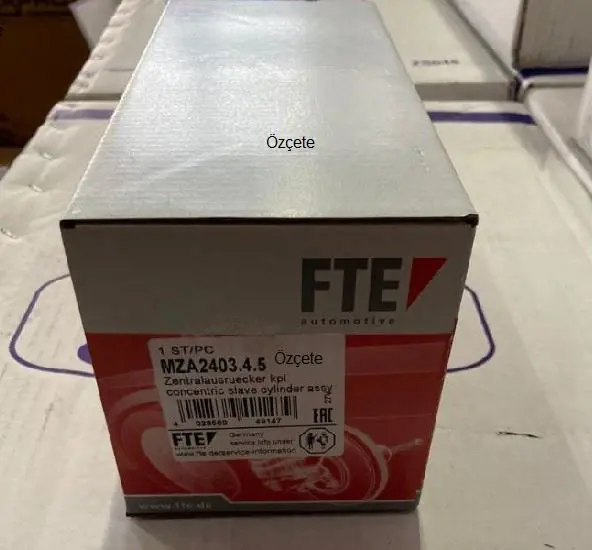 Özçete
FTE
automotive
1 ST/PC
MZA2403.4.5 Özçete
Zentralausruecker kpl
concentric slave cylinder assy
EAC
FTE
automotive
Germany
service info under
www.fte.de/service-information
www.fte.de